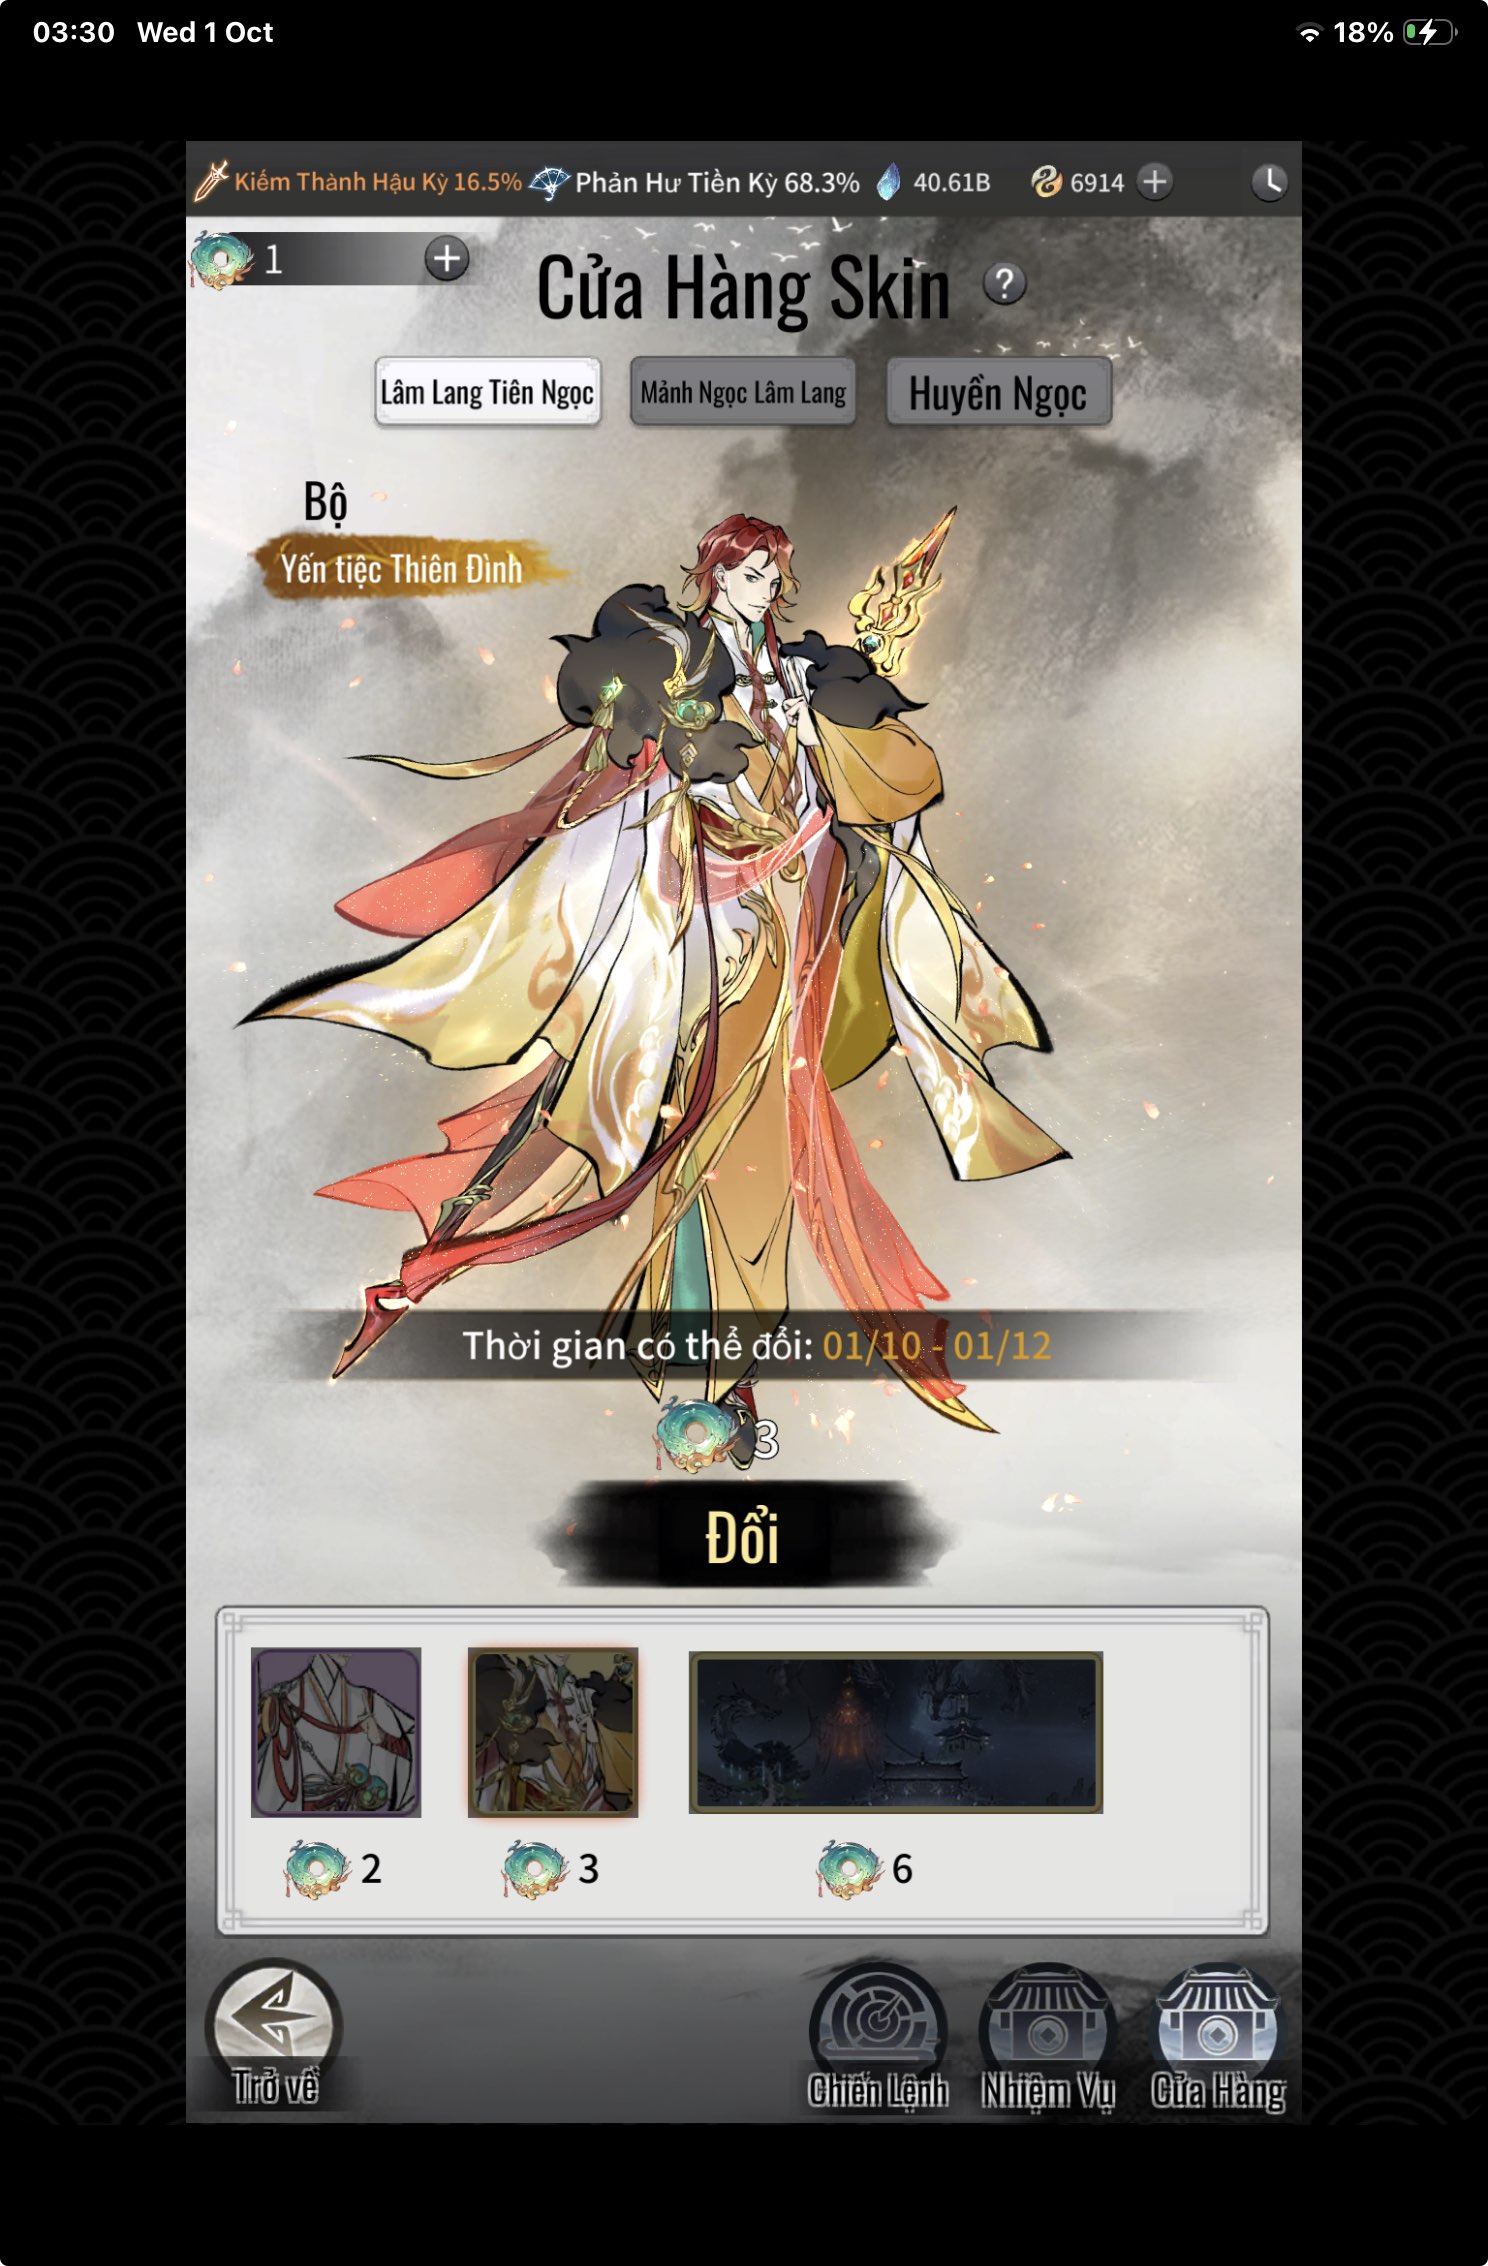 03:30 Wed 1 Oct 18%
Kiếm Thành Hậu Kỳ 16.5% Phản Hư Tiền Kỳ 68.3% 40.61B 6914
1
Cửa Hàng Skin ?
Lâm Lang Tiên Ngọc Mảnh Ngọc Lâm Lang Huyền Ngọc
Bộ
Yến tiệc Thiên Đình
Thời gian có thể đổi: 01/10 - 01/12
3
Đổi
2 3 6
Trở về Chiến Lệnh Nhiệm Vụ Cửa Hàng